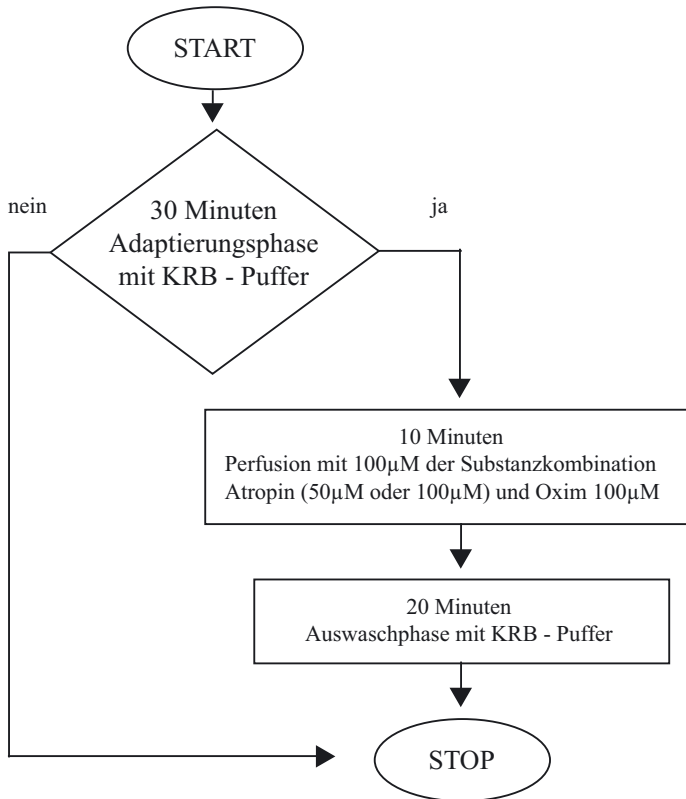 START
nein
ja
30 Minuten
Adaptierungsphase
mit KRB - Puffer
10 Minuten
Perfusion mit 100µM der Substanzkombination
Atropin (50µM oder 100µM) und Oxim 100µM
20 Minuten
Auswaschphase mit KRB - Puffer
STOP